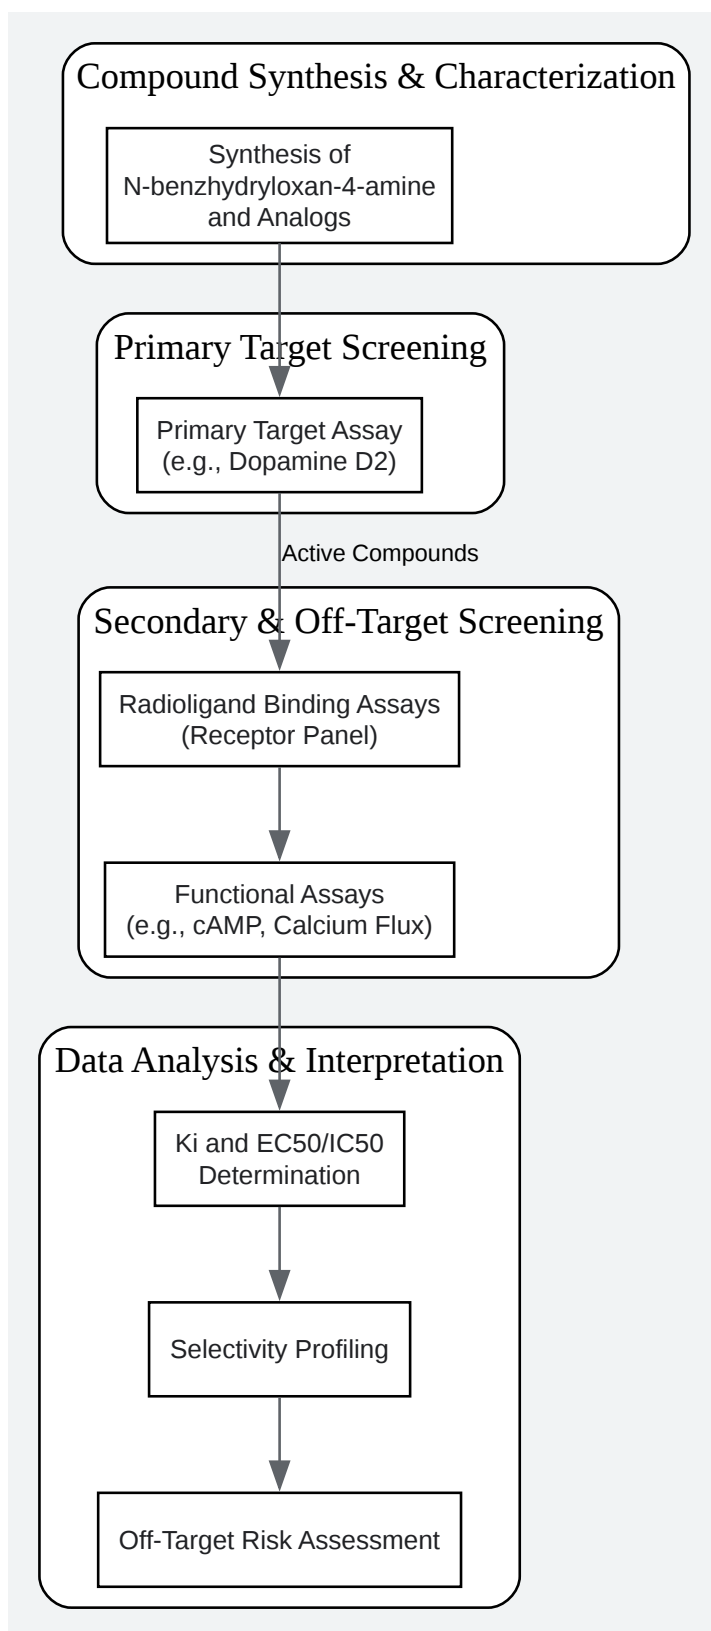 Compound Synthesis & Characterization
Synthesis of
N-benzhydryloxan-4-amine
and Analogs
Primary Target Screening
Primary Target Assay
(e.g., Dopamine D2)
Active Compounds
Secondary & Off-Target Screening
Radioligand Binding Assays
(Receptor Panel)
Functional Assays
(e.g., cAMP, Calcium Flux)
Data Analysis & Interpretation
Ki and EC50/IC50
Determination
Selectivity Profiling
Off-Target Risk Assessment